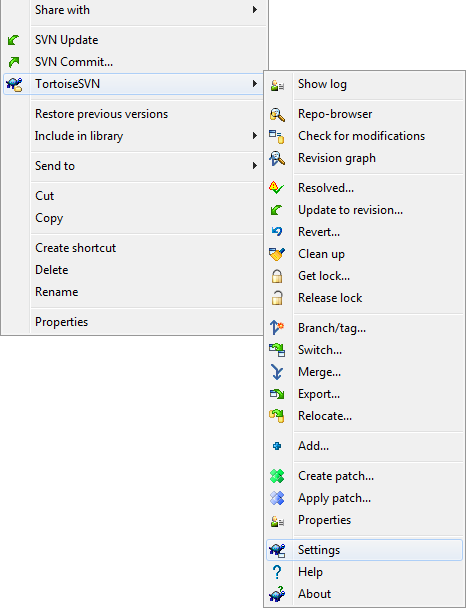 Share with
SVN Update
SVN Commit...
TortoiseSVN
Restore previous versions
Include in library
Send to
Cut
Copy
Create shortcut
Delete
Rename
Properties
Show log
Repo-browser
Check for modifications
Revision graph
Resolved...
Update to revision...
Revert...
Clean up
Get lock...
Release lock
Branch/tag...
Switch...
Merge...
Export...
Relocate...
Add...
Create patch...
Apply patch...
Properties
Settings
Help
About